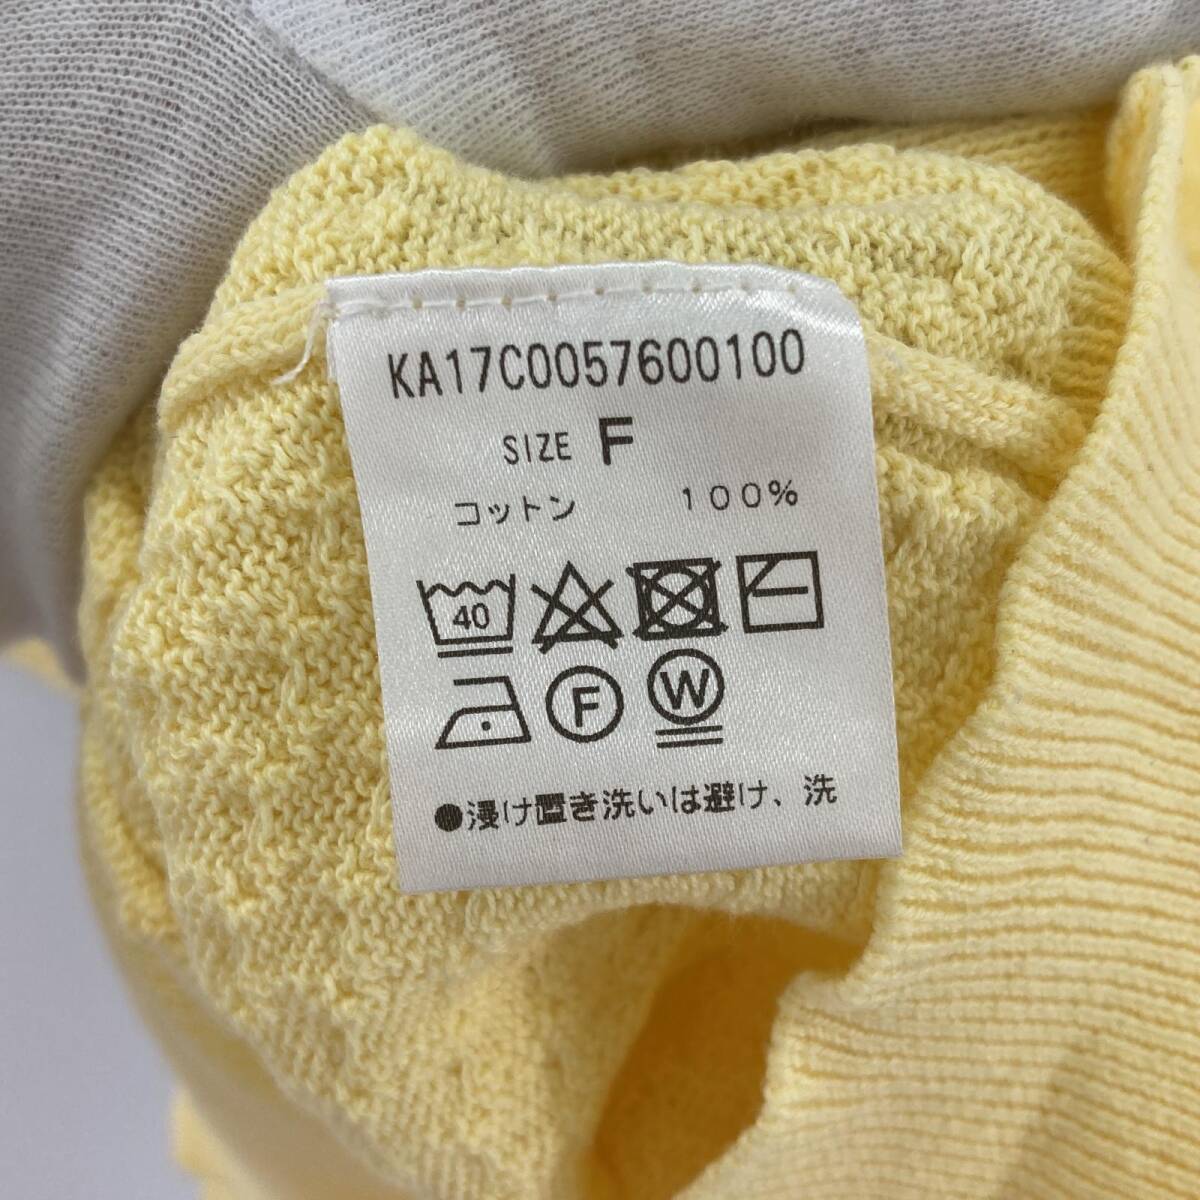 KA17C0057600100
SIZE F
コットン 100%
40
F W
●浸け置き洗いは避け、洗